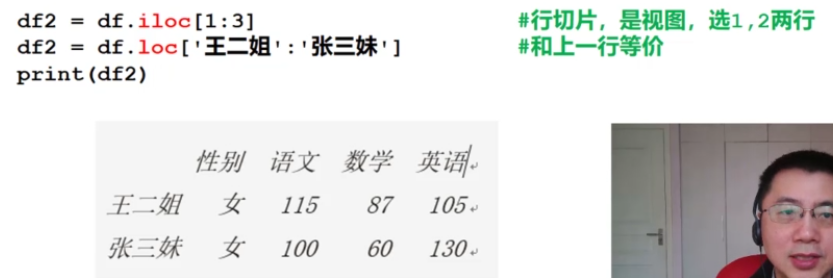 df2 = df.iloc[1:3] #行切片，是视图，选1,2两行
df2 = df.loc['王二姐':'张三妹'] #和上一行等价
print(df2)
性别 语文 数学 英语
王二姐 女 115 87 105
张三妹 女 100 60 130